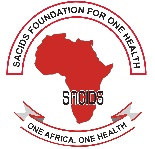 SACIDS FOUNDATION FOR ONE HEALTH
SACIDS
ONE AFRICA, ONE HEALTH